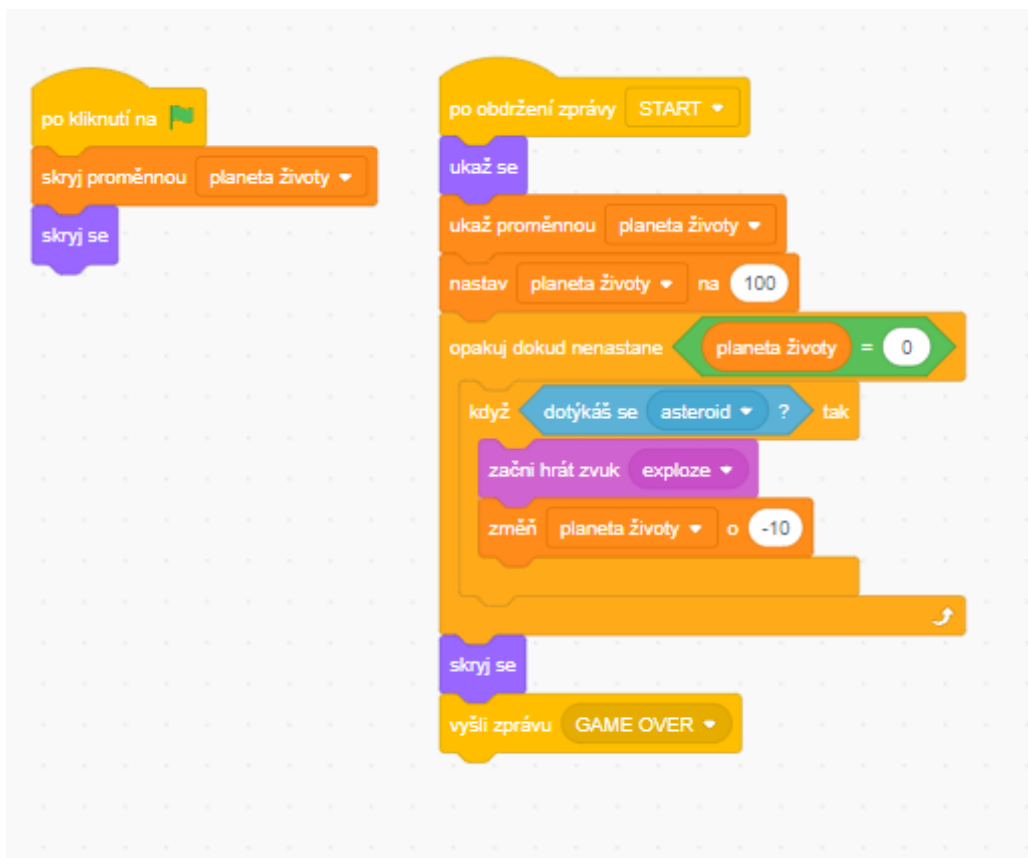 po kliknutí na
skryj proměnnou planeta životy
skryj se
po obdržení zprávy START
ukaž se
ukaž proměnnou planeta životy
nastav planeta životy na 100
opakuj dokud nenastane planeta životy = 0
když dotýkáš se asteroid ? tak
začni hrát zvuk exploze
změň planeta životy o -10
skryj se
vyšli zprávu GAME OVER